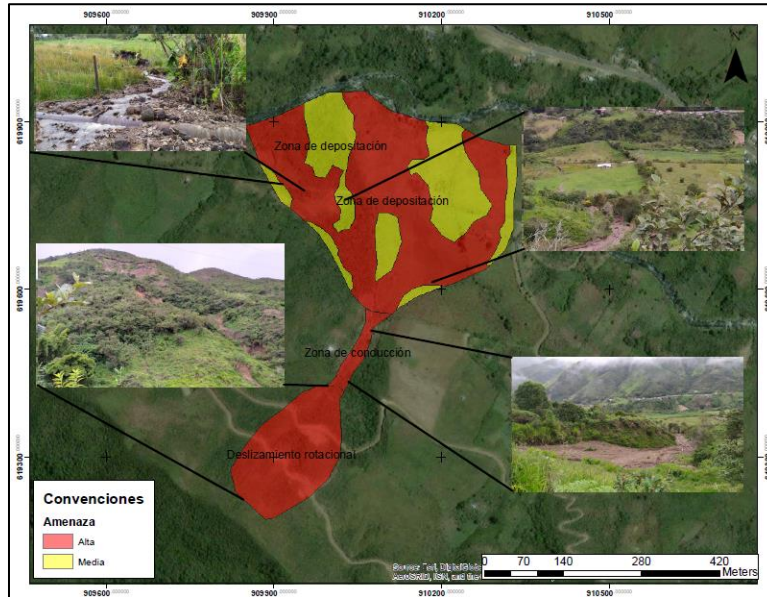 909600
909900
910200
910500
619900
Zona de depositación
Zona de depositación
619600
Zona de conducción
Deslizamiento rotacional
619300
Convenciones
Amenaza
Alta
Media
0 70 140 280 420
Meters
909600
909900
910200
910500